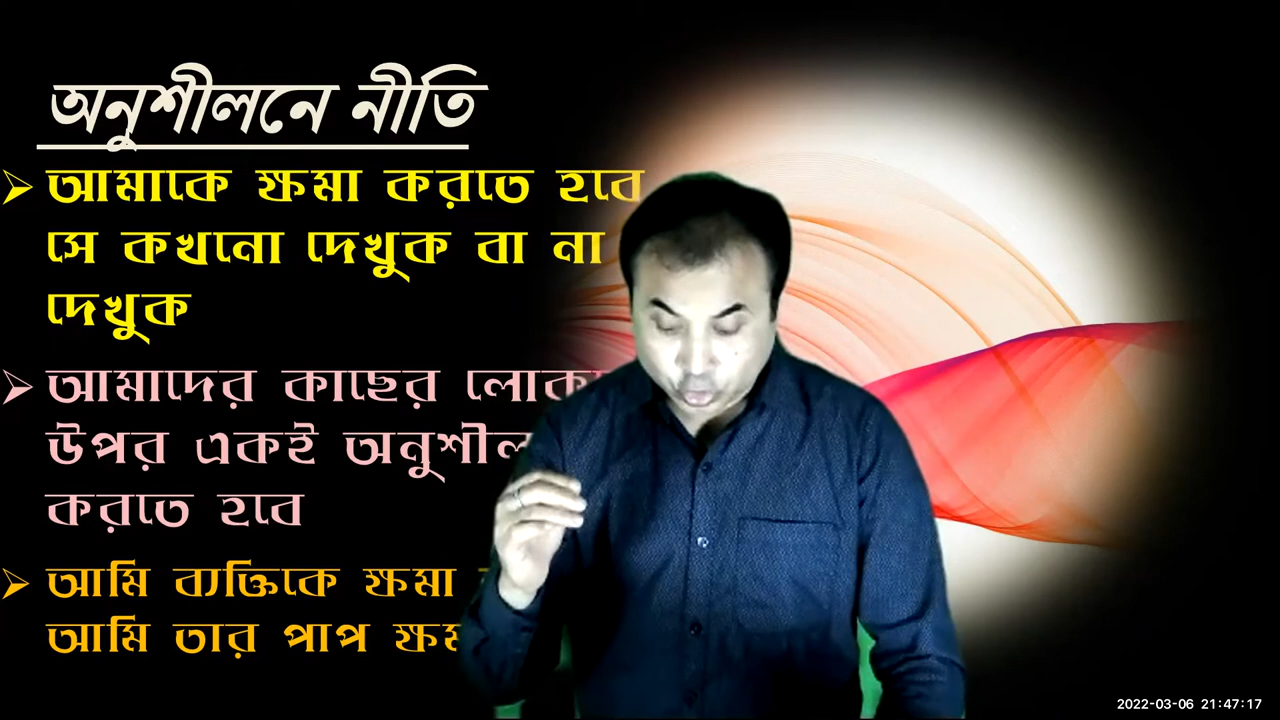 অনুশীলনে নীতি
➢ আমাকে ক্ষমা করতে হবে
সে কখনো দেখুক বা না
দেখুক
➢ আমাদের কাছের
উপর একই
করতে হবে
➢ আমি ব্যক্তিকে ক্ষমা
আমি তার পাপ
2022-03-06 21:47:17